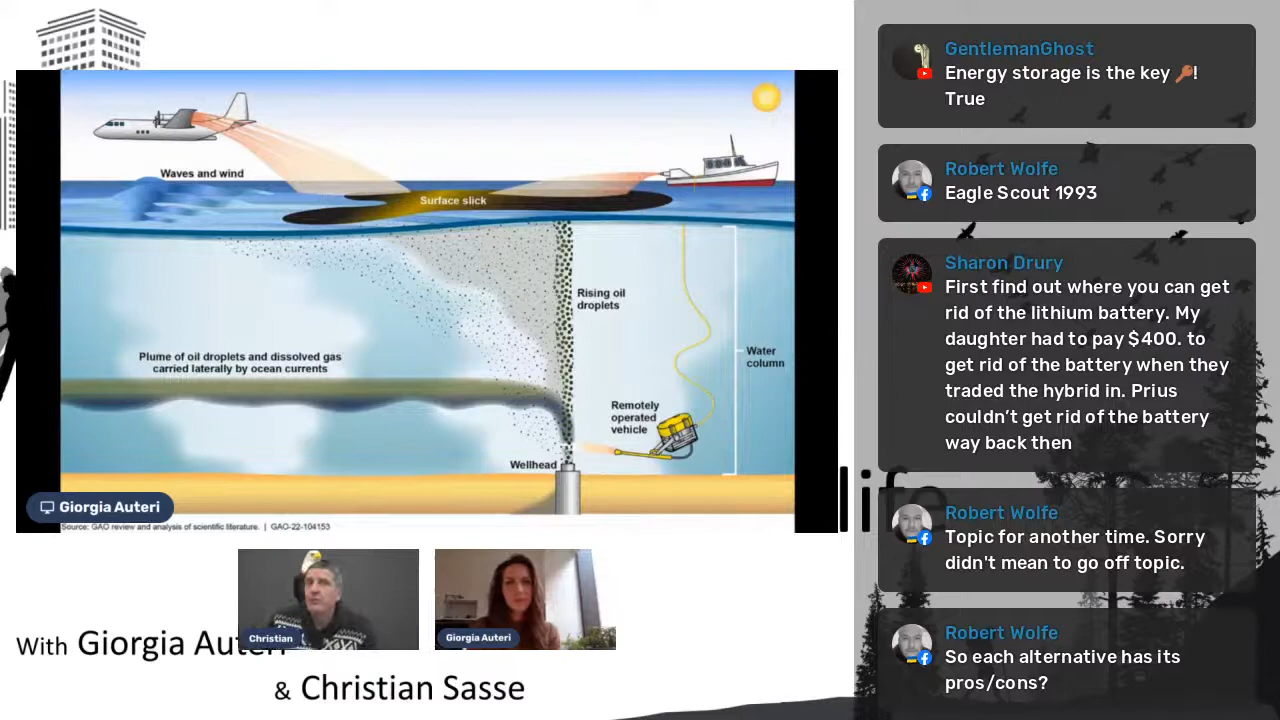 Waves and wind
Surface slick
Rising oil
droplets
Plume of oil droplets and dissolved gas
carried laterally by ocean currents
Water
column
Remotely
operated
vehicle
Wellhead
Giorgia Auteri
Source: GAO review and analysis of scientific literature. | GAO-22-104153
Christian
Giorgia Auteri
With Giorgia Auteri
& Christian Sasse
life
GentlemanGhost
Energy storage is the key 🔑!
True
Robert Wolfe
Eagle Scout 1993
Sharon Drury
First find out where you can get
rid of the lithium battery. My
daughter had to pay $400. to
get rid of the battery when they
traded the hybrid in. Prius
couldn’t get rid of the battery
way back then
Robert Wolfe
Topic for another time. Sorry
didn't mean to go off topic.
Robert Wolfe
So each alternative has its
pros/cons?